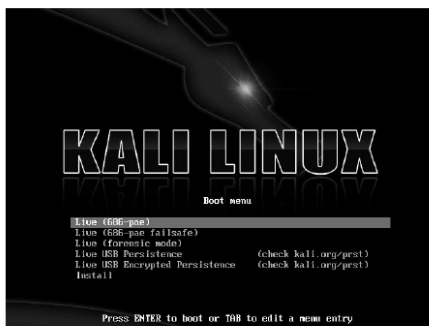 KALI LINUX
Boot menu
Live (686-pae)
Live (686-pae failsafe)
Live (forensic mode)
Live USB Persistence (check kali.org/prst)
Live USB Encrypted Persistence (check kali.org/prst)
Install
Press ENTER to boot or TAB to edit a menu entry